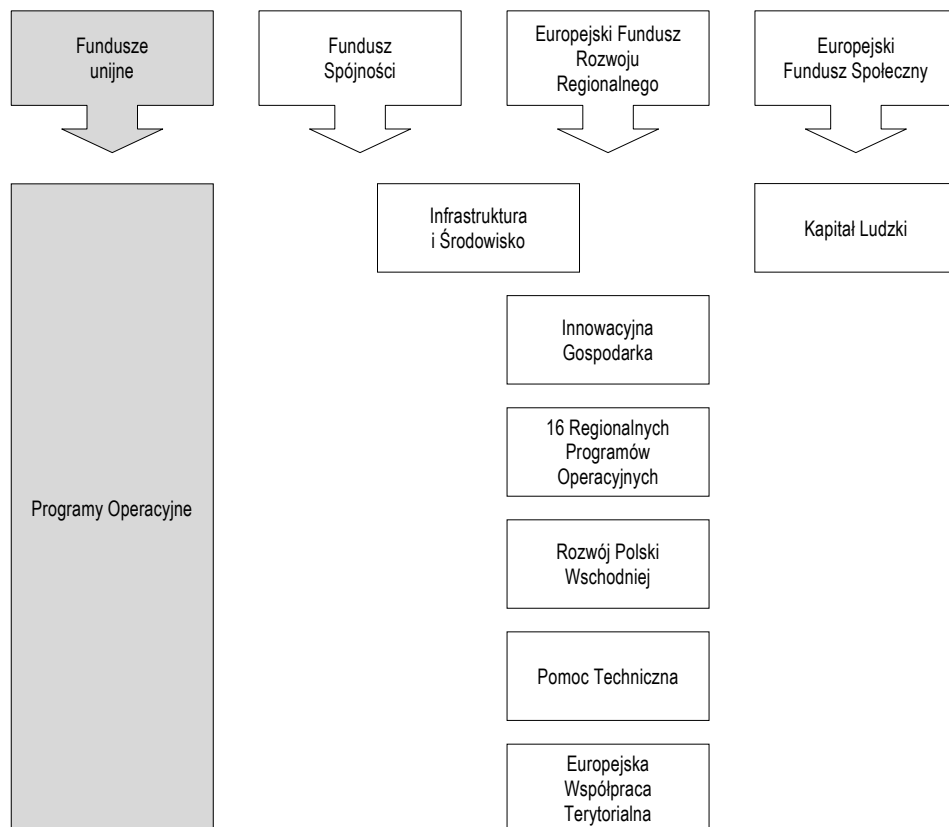 Fundusze
unijne
Fundusz
Spójności
Europejski Fundusz
Rozwoju
Regionalnego
Europejski
Fundusz Społeczny
Infrastruktura
i Środowisko
Kapitał Ludzki
Innowacyjna
Gospodarka
16 Regionalnych
Programów
Operacyjnych
Programy Operacyjne
Rozwój Polski
Wschodniej
Pomoc Techniczna
Europejska
Współpraca
Terytorialna